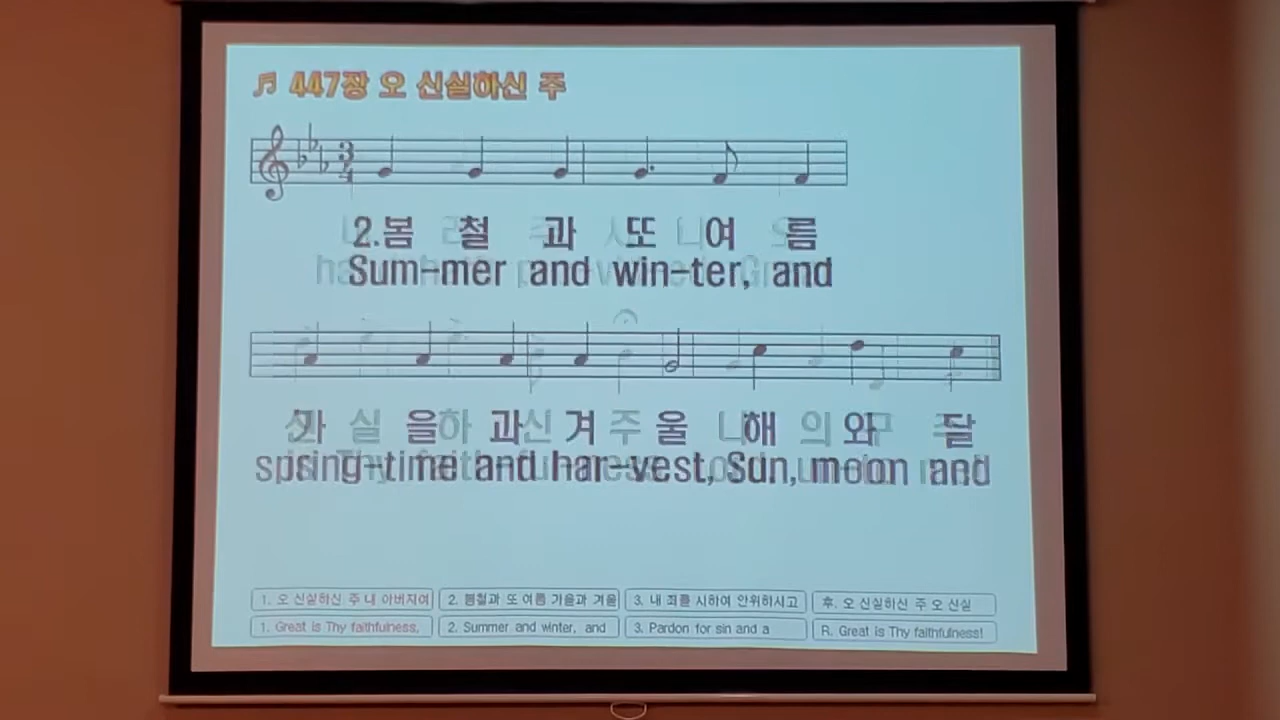 447장 오 신실하신 주
2.봄 철 과 또 여 름
Sum-mer and win-ter, and
가 을 과 겨 울 해 와 달
spring-time and har-vest, Sun, moon and
1. 오 신실하신 주 내 아버지여
2. 봄철과 또 여름 가을과 겨울
3. 내 죄를 사하여 안위하시고
후. 오 신실하신 주 오 신실
1. Great is Thy faithfulness,
2. Summer and winter, and
3. Pardon for sin and a
R. Great is Thy faithfulness!